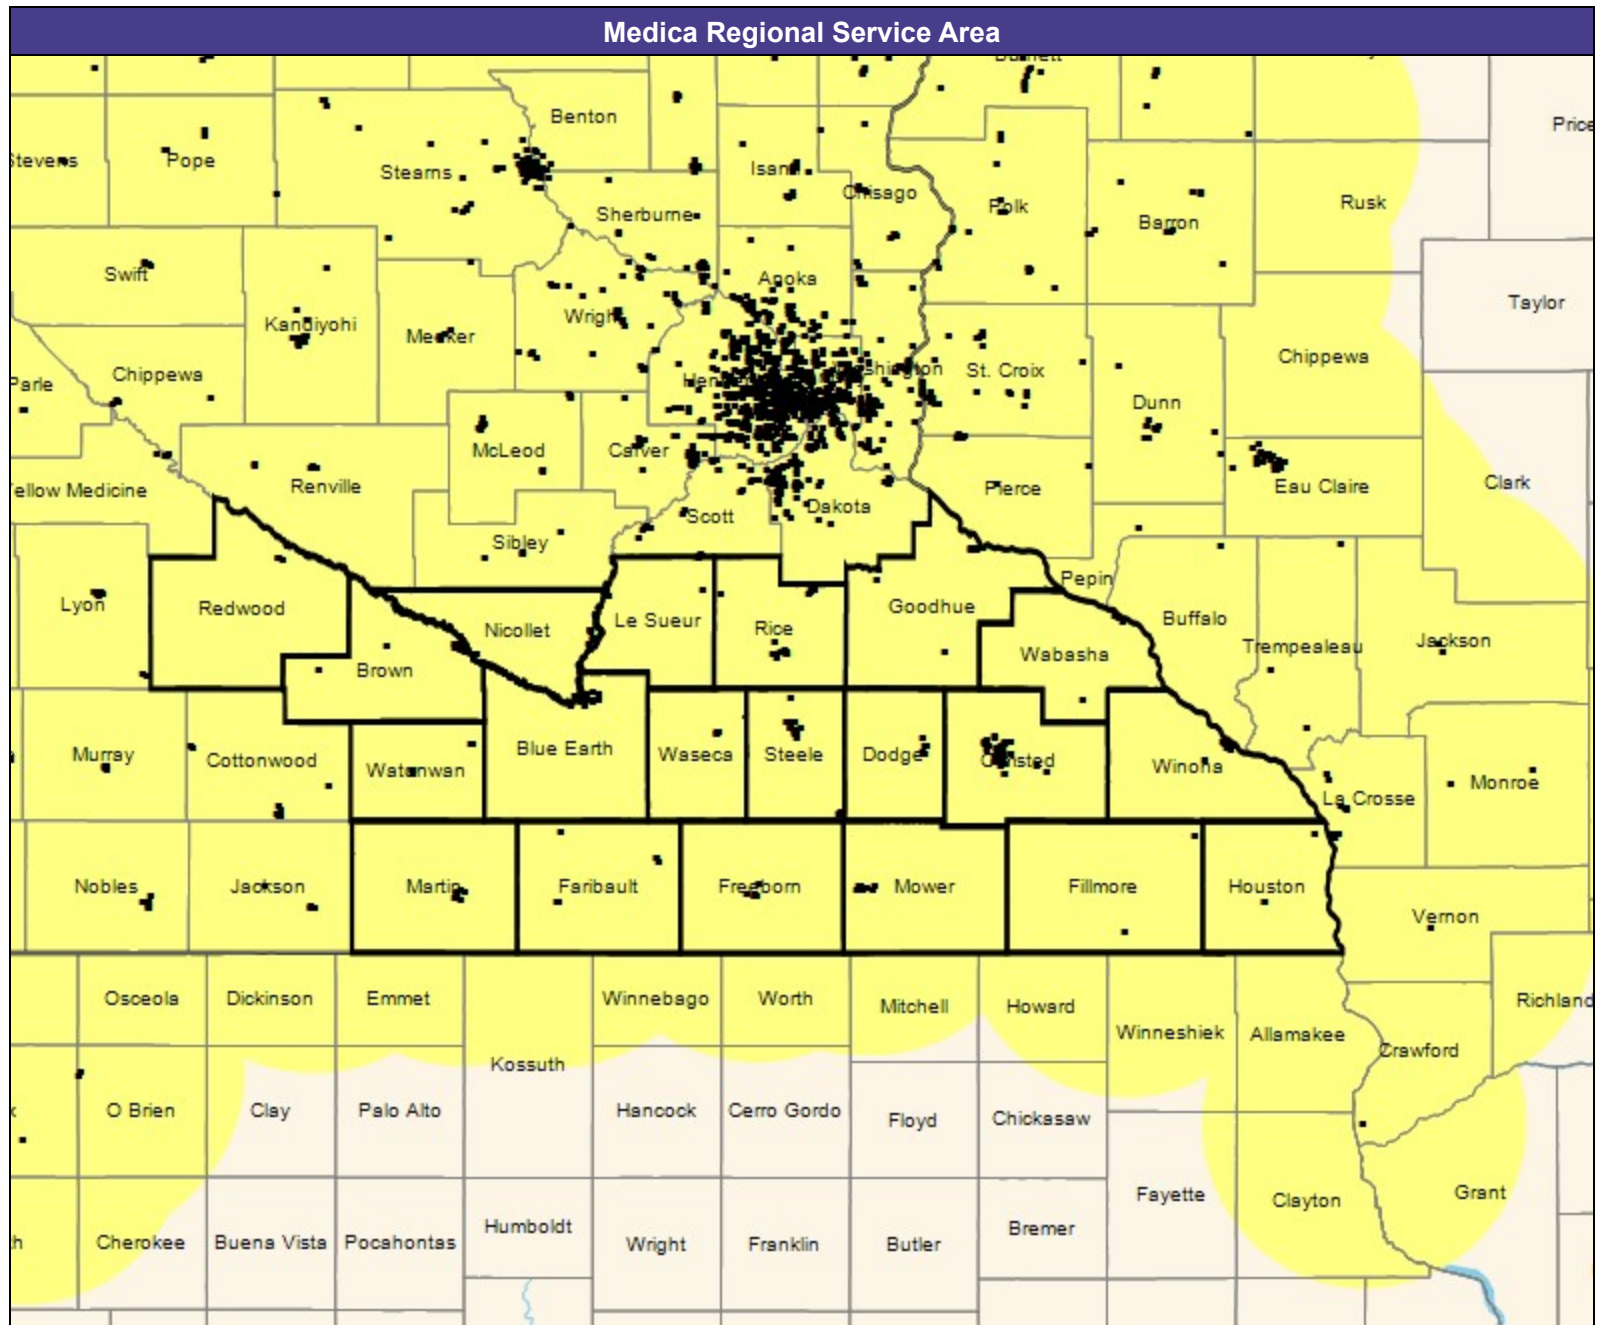 Medica Regional Service Area
Benton
Price
Stevens
Pope
Stearns
Isanti
Chisago
Polk
Barron
Rusk
Sherburne
Swift
Anoka
Taylor
Kandiyohi
Meeker
Wright
Chippewa
Chippewa
Parle
Hennepin
Washington
St. Croix
Dunn
McLeod
Carver
Clark
ellow Medicine
Renville
Pierce
Eau Claire
Scott
Dakota
Sibley
Pepin
Lyon
Redwood
Nicollet
Le Sueur
Rice
Goodhue
Buffalo
Trempealeau
Jackson
Brown
Wabasha
Murray
Cottonwood
Watonwan
Blue Earth
Waseca
Steele
Dodge
Olmsted
Winona
La Crosse
Monroe
Nobles
Jackson
Martin
Faribault
Freeborn
Mower
Fillmore
Houston
Vernon
Osceola
Dickinson
Emmet
Winnebago
Worth
Mitchell
Howard
Richland
Winneshiek
Allamakee
Crawford
Kossuth
O Brien
Clay
Palo Alto
Hancock
Cerro Gordo
Floyd
Chickasaw
Fayette
Clayton
Grant
Cherokee
Buena Vista
Pocahontas
Humboldt
Wright
Franklin
Butler
Bremer